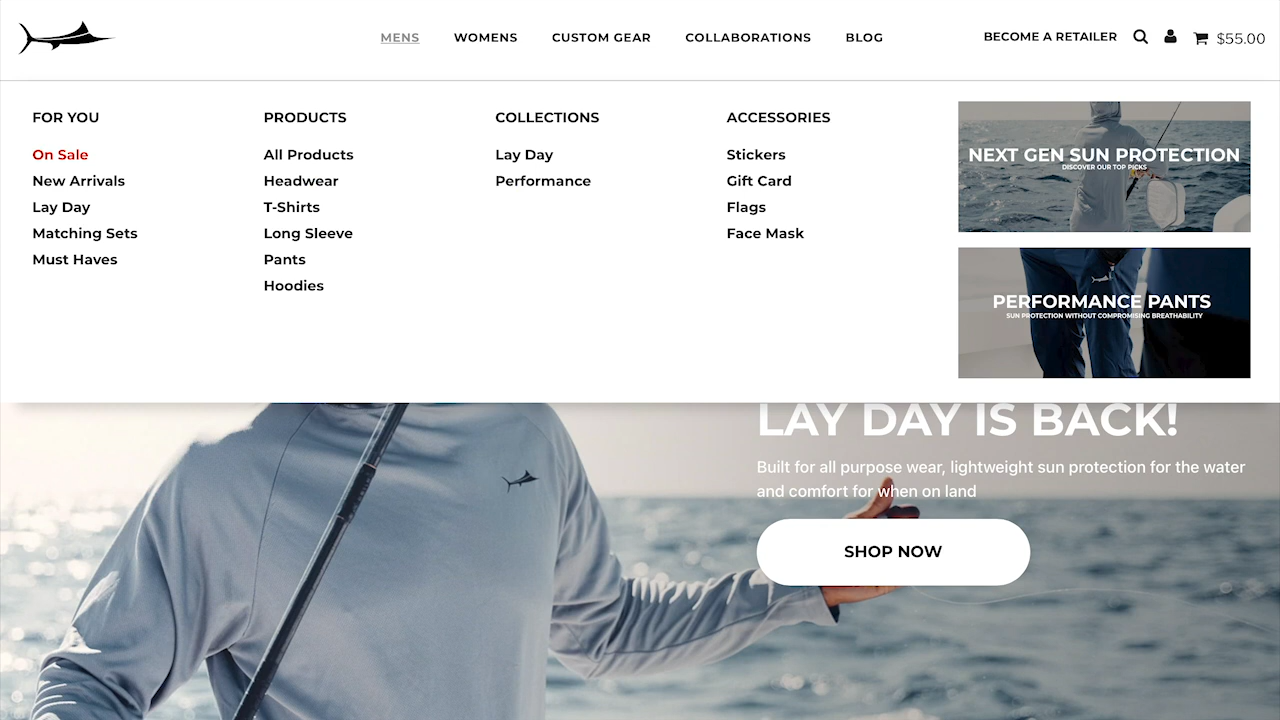 MENS
WOMENS
CUSTOM GEAR
COLLABORATIONS
BLOG
BECOME A RETAILER
$55.00
FOR YOU
On Sale
New Arrivals
Lay Day
Matching Sets
Must Haves
PRODUCTS
All Products
Headwear
T-Shirts
Long Sleeve
Pants
Hoodies
COLLECTIONS
Lay Day
Performance
ACCESSORIES
Stickers
Gift Card
Flags
Face Mask
NEXT GEN SUN PROTECTION
DISCOVER OUR TOP PICKS
PERFORMANCE PANTS
SUN PROTECTION WITHOUT COMPROMISING BREATHABILITY
LAY DAY IS BACK!
Built for all purpose wear, lightweight sun protection for the water
and comfort for when on land
SHOP NOW